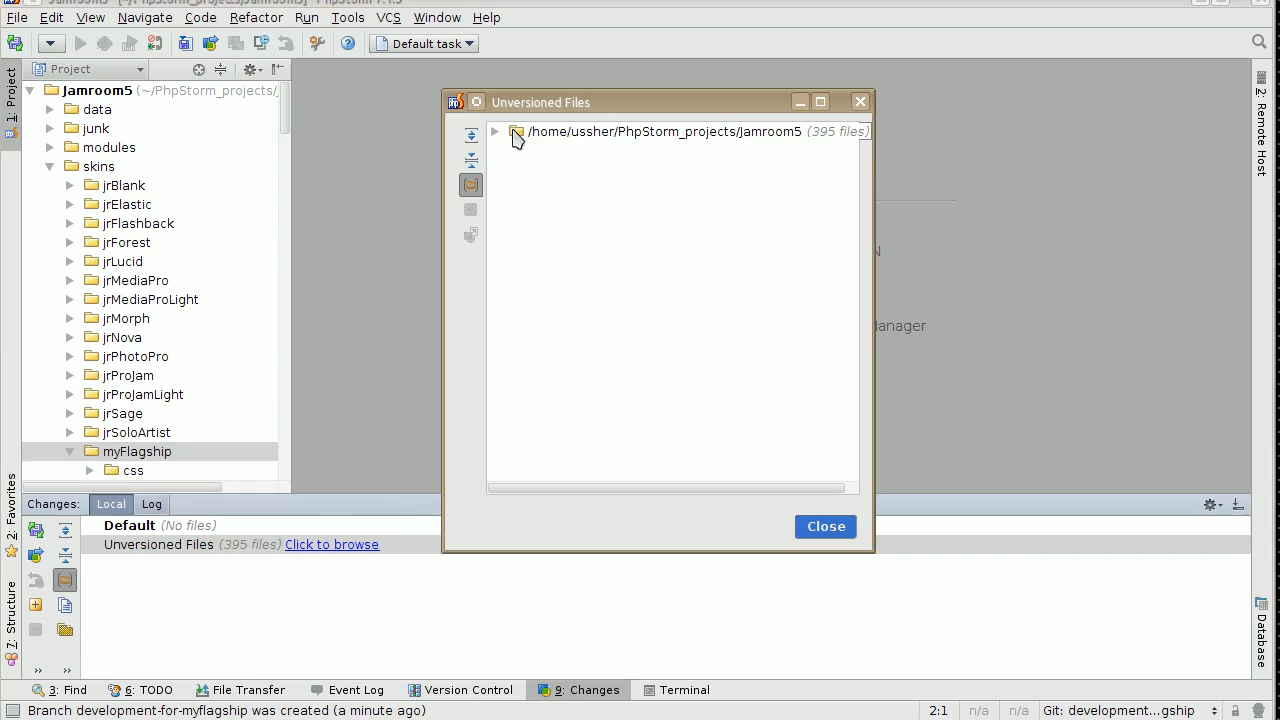 File Edit View Navigate Code Refactor Run Tools VCS Window Help
Default task
Project
1: Project
Jamroom5 (~/PhpStorm_projects/
data
junk
modules
skins
jrBlank
jrElastic
jrFlashback
jrForest
jrLucid
jrMediaPro
jrMediaProLight
jrMorph
jrNova
jrPhotoPro
jrProJam
jrProJamLight
jrSage
jrSoloArtist
myFlagship
css
2: Favorites
7: Structure
Unversioned Files
/home/ussher/PhpStorm_projects/Jamroom5 (395 files)
Close
N
Manager
2: Remote Host
Database
Changes: Local Log
Default (No files)
Unversioned Files (395 files) Click to browse
3: Find 6: TODO File Transfer Event Log Version Control 9: Changes Terminal
Branch development-for-myflagship was created (a minute ago) 2:1 n/a n/a Git: development...gship